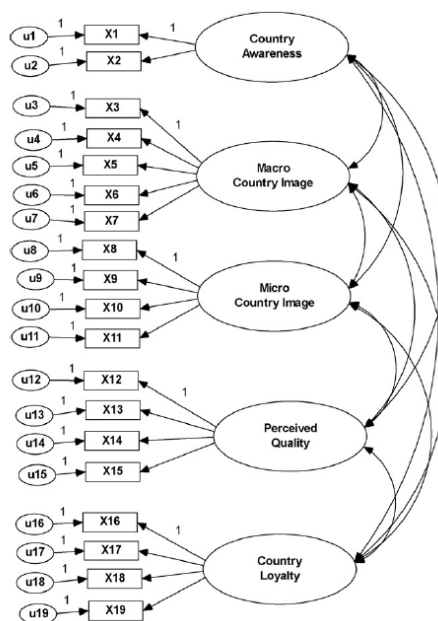 u1 1 X1 1
u2 1 X2
Country
Awareness
u3 1 X3 1
u4 1 X4
u5 1 X5
u6 1 X6
u7 1 X7
Macro
Country Image
u8 1 X8 1
u9 1 X9
u10 1 X10
u11 1 X11
Micro
Country Image
u12 1 X12 1
u13 1 X13
u14 1 X14
u15 1 X15
Perceived
Quality
u16 1 X16 1
u17 1 X17
u18 1 X18
u19 1 X19
Country
Loyalty